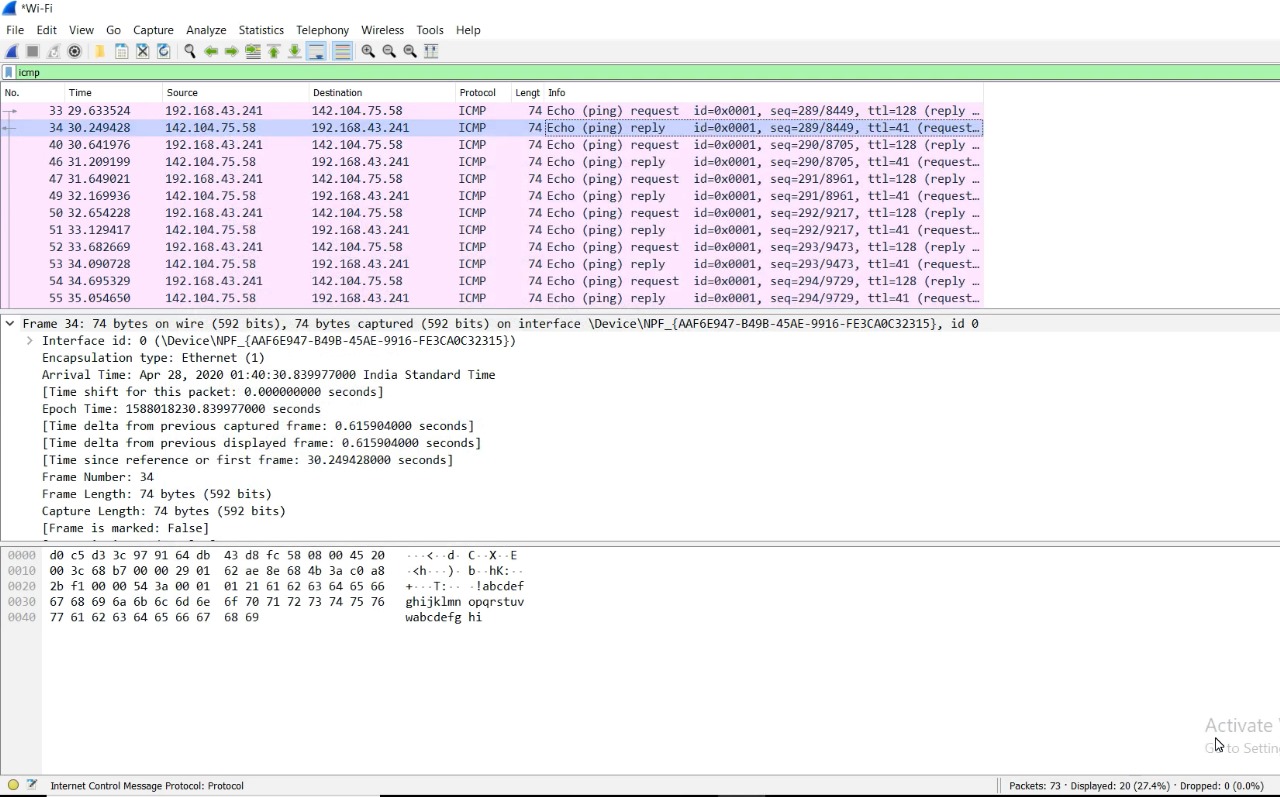 *Wi-Fi
File Edit View Go Capture Analyze Statistics Telephony Wireless Tools Help
icmp
No. Time Source Destination Protocol Lengt Info
33 29.633524 192.168.43.241 142.104.75.58 ICMP 74 Echo (ping) request id=0x0001, seq=289/8449, ttl=128 (reply …
34 30.249428 142.104.75.58 192.168.43.241 ICMP 74 Echo (ping) reply id=0x0001, seq=289/8449, ttl=41 (request…
40 30.641976 192.168.43.241 142.104.75.58 ICMP 74 Echo (ping) request id=0x0001, seq=290/8705, ttl=128 (reply …
46 31.209199 142.104.75.58 192.168.43.241 ICMP 74 Echo (ping) reply id=0x0001, seq=290/8705, ttl=41 (request…
47 31.649021 192.168.43.241 142.104.75.58 ICMP 74 Echo (ping) request id=0x0001, seq=291/8961, ttl=128 (reply …
49 32.169936 142.104.75.58 192.168.43.241 ICMP 74 Echo (ping) reply id=0x0001, seq=291/8961, ttl=41 (request…
50 32.654228 192.168.43.241 142.104.75.58 ICMP 74 Echo (ping) request id=0x0001, seq=292/9217, ttl=128 (reply …
51 33.129417 142.104.75.58 192.168.43.241 ICMP 74 Echo (ping) reply id=0x0001, seq=292/9217, ttl=41 (request…
52 33.682669 192.168.43.241 142.104.75.58 ICMP 74 Echo (ping) request id=0x0001, seq=293/9473, ttl=128 (reply …
53 34.090728 142.104.75.58 192.168.43.241 ICMP 74 Echo (ping) reply id=0x0001, seq=293/9473, ttl=41 (request…
54 34.695329 192.168.43.241 142.104.75.58 ICMP 74 Echo (ping) request id=0x0001, seq=294/9729, ttl=128 (reply …
55 35.054650 142.104.75.58 192.168.43.241 ICMP 74 Echo (ping) reply id=0x0001, seq=294/9729, ttl=41 (request…
Frame 34: 74 bytes on wire (592 bits), 74 bytes captured (592 bits) on interface \Device\NPF_{AAF6E947-B49B-45AE-9916-FE3CA0C32315}, id 0
Interface id: 0 (\Device\NPF_{AAF6E947-B49B-45AE-9916-FE3CA0C32315})
Encapsulation type: Ethernet (1)
Arrival Time: Apr 28, 2020 01:40:30.839977000 India Standard Time
[Time shift for this packet: 0.000000000 seconds]
Epoch Time: 1588018230.839977000 seconds
[Time delta from previous captured frame: 0.615904000 seconds]
[Time delta from previous displayed frame: 0.615904000 seconds]
[Time since reference or first frame: 30.249428000 seconds]
Frame Number: 34
Frame Length: 74 bytes (592 bits)
Capture Length: 74 bytes (592 bits)
[Frame is marked: False]
0000 d0 c5 d3 3c 97 91 64 db 43 d8 fc 58 08 00 45 20 ···<··d· C··X··E
0010 00 3c 68 b7 00 00 29 01 62 ae 8e 68 4b 3a c0 a8 ·<h···)· b··hK:··
0020 2b f1 00 00 54 3a 00 01 01 21 61 62 63 64 65 66 +···T:·· ·!abcdef
0030 67 68 69 6a 6b 6c 6d 6e 6f 70 71 72 73 74 75 76 ghijklmn opqrstuv
0040 77 61 62 63 64 65 66 67 68 69 wabcdefg hi
Activate
to Settin
Internet Control Message Protocol: Protocol Packets: 73 · Displayed: 20 (27.4%) · Dropped: 0 (0.0%)